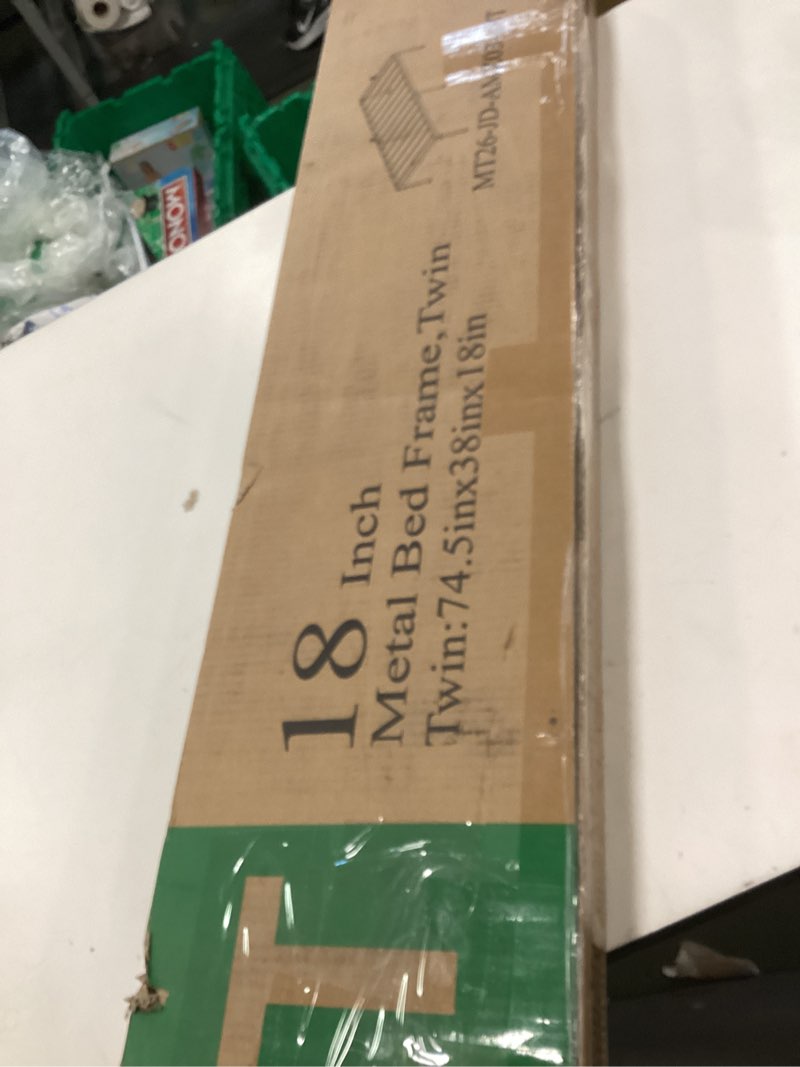 18 Inch
Metal Bed Frame,Twin
Twin:74.5inx38inx18in
T